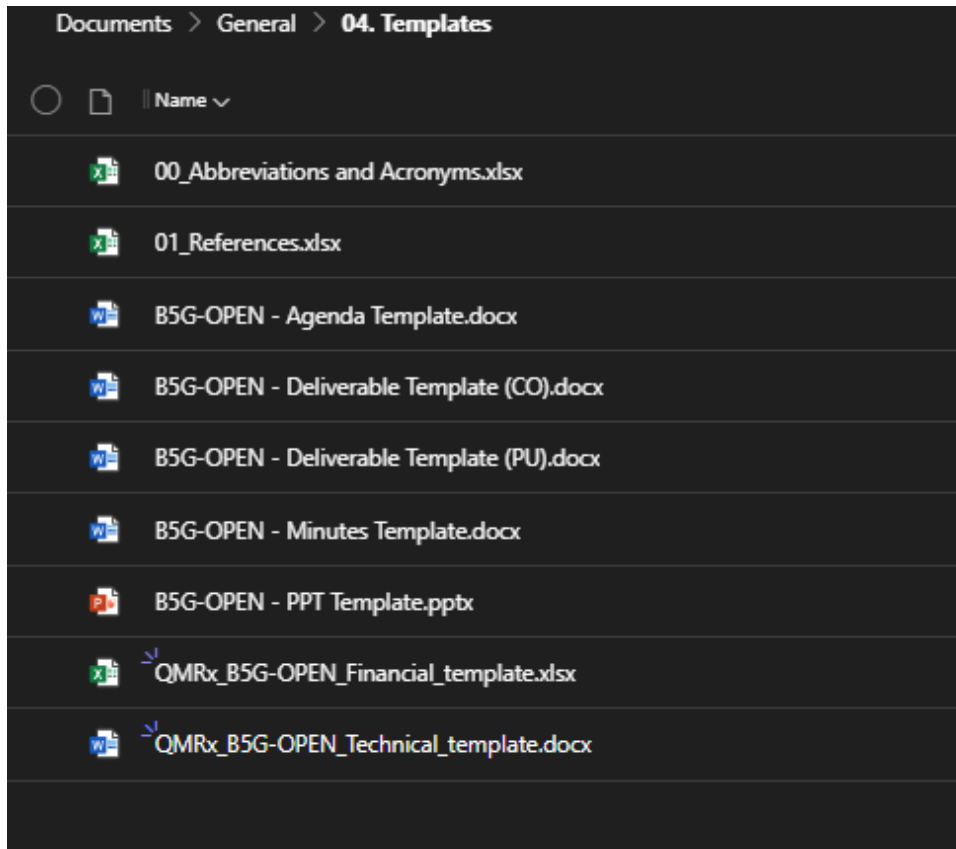 Documents > General > 04. Templates
Name
00_Abbreviations and Acronyms.xlsx
01_References.xlsx
B5G-OPEN - Agenda Template.docx
B5G-OPEN - Deliverable Template (CO).docx
B5G-OPEN - Deliverable Template (PU).docx
B5G-OPEN - Minutes Template.docx
B5G-OPEN - PPT Template.pptx
QMRx_B5G-OPEN_Financial_template.xlsx
QMRx_B5G-OPEN_Technical_template.docx